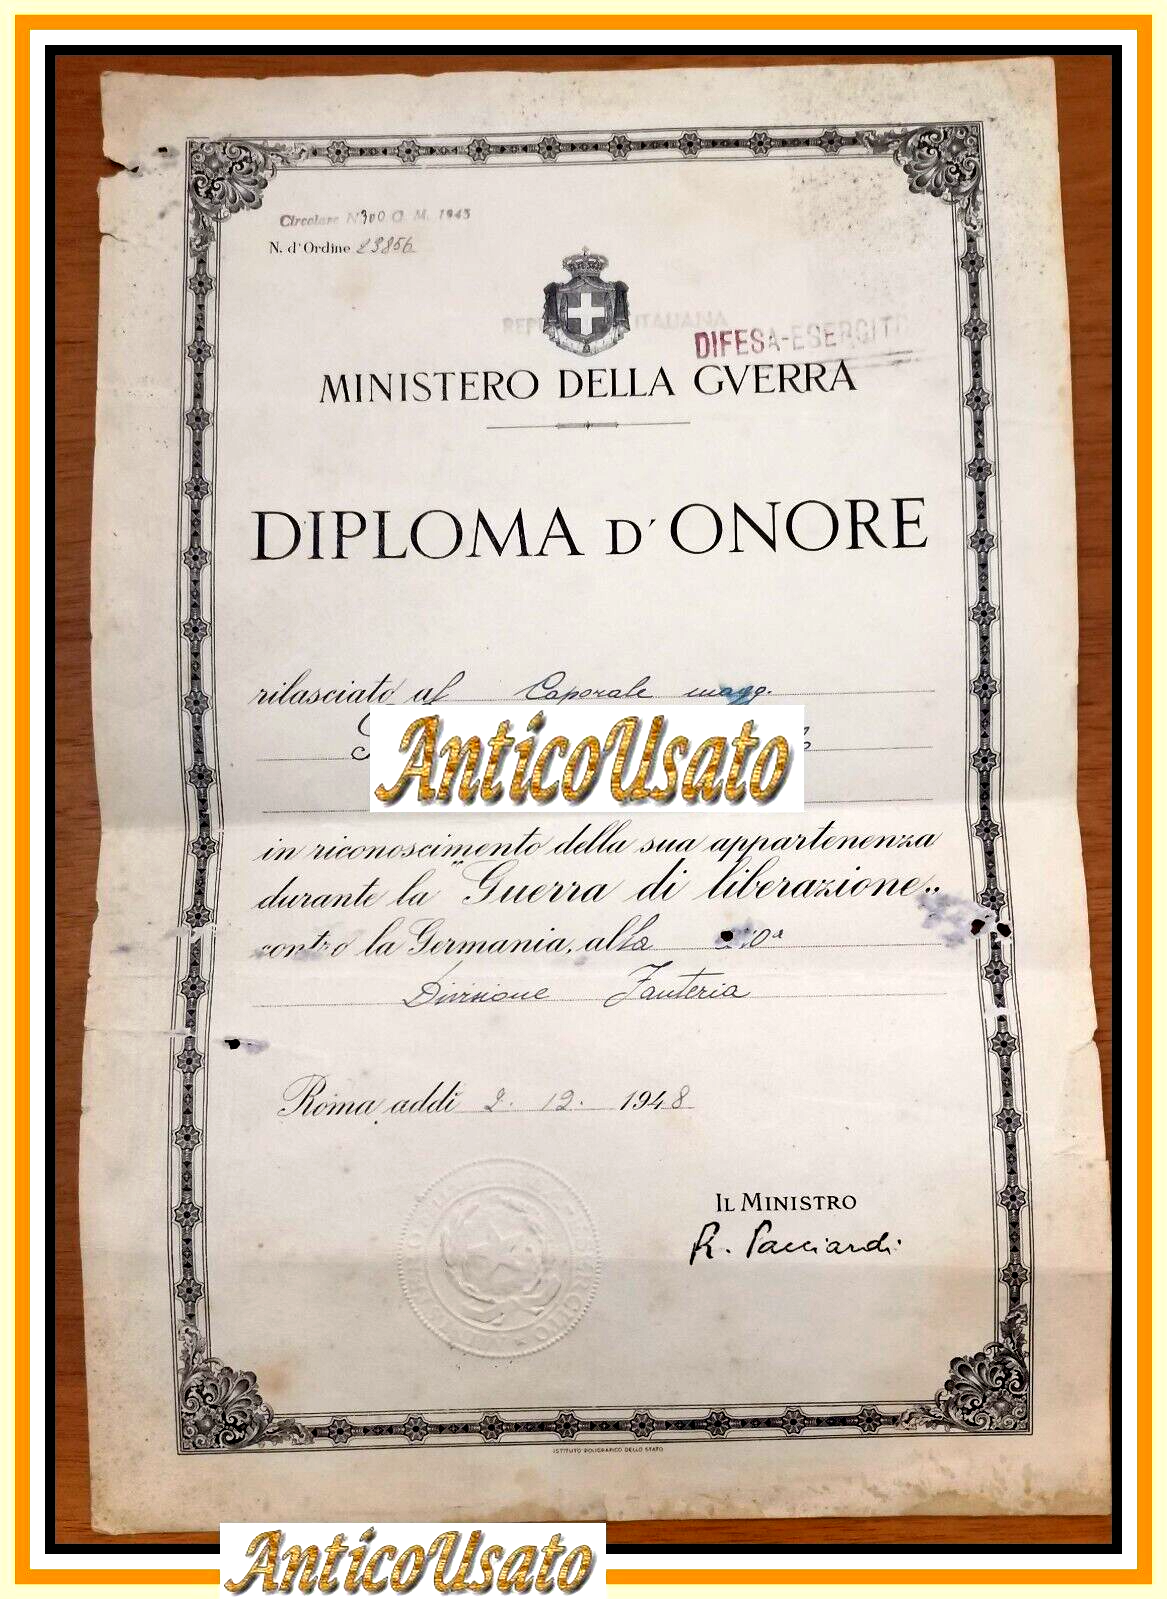 Circolare N 300 O. M. 1945
N. d'Ordine 23856
REPUBBLICA ITALIANA
DIFESA-ESERCITO
MINISTERO DELLA GVERRA
DIPLOMA D'ONORE
rilasciato al Caporale magg.
AnticoUsato
in riconoscimento della sua appartenenza
durante la "Guerra di liberazione"
contro la Germania, alla
Divisione Fanteria
Roma addì 2. 12. 1948
IL MINISTRO
R. Pacciardi
ISTITUTO POLIGRAFICO DELLO STATO
AnticoUsato